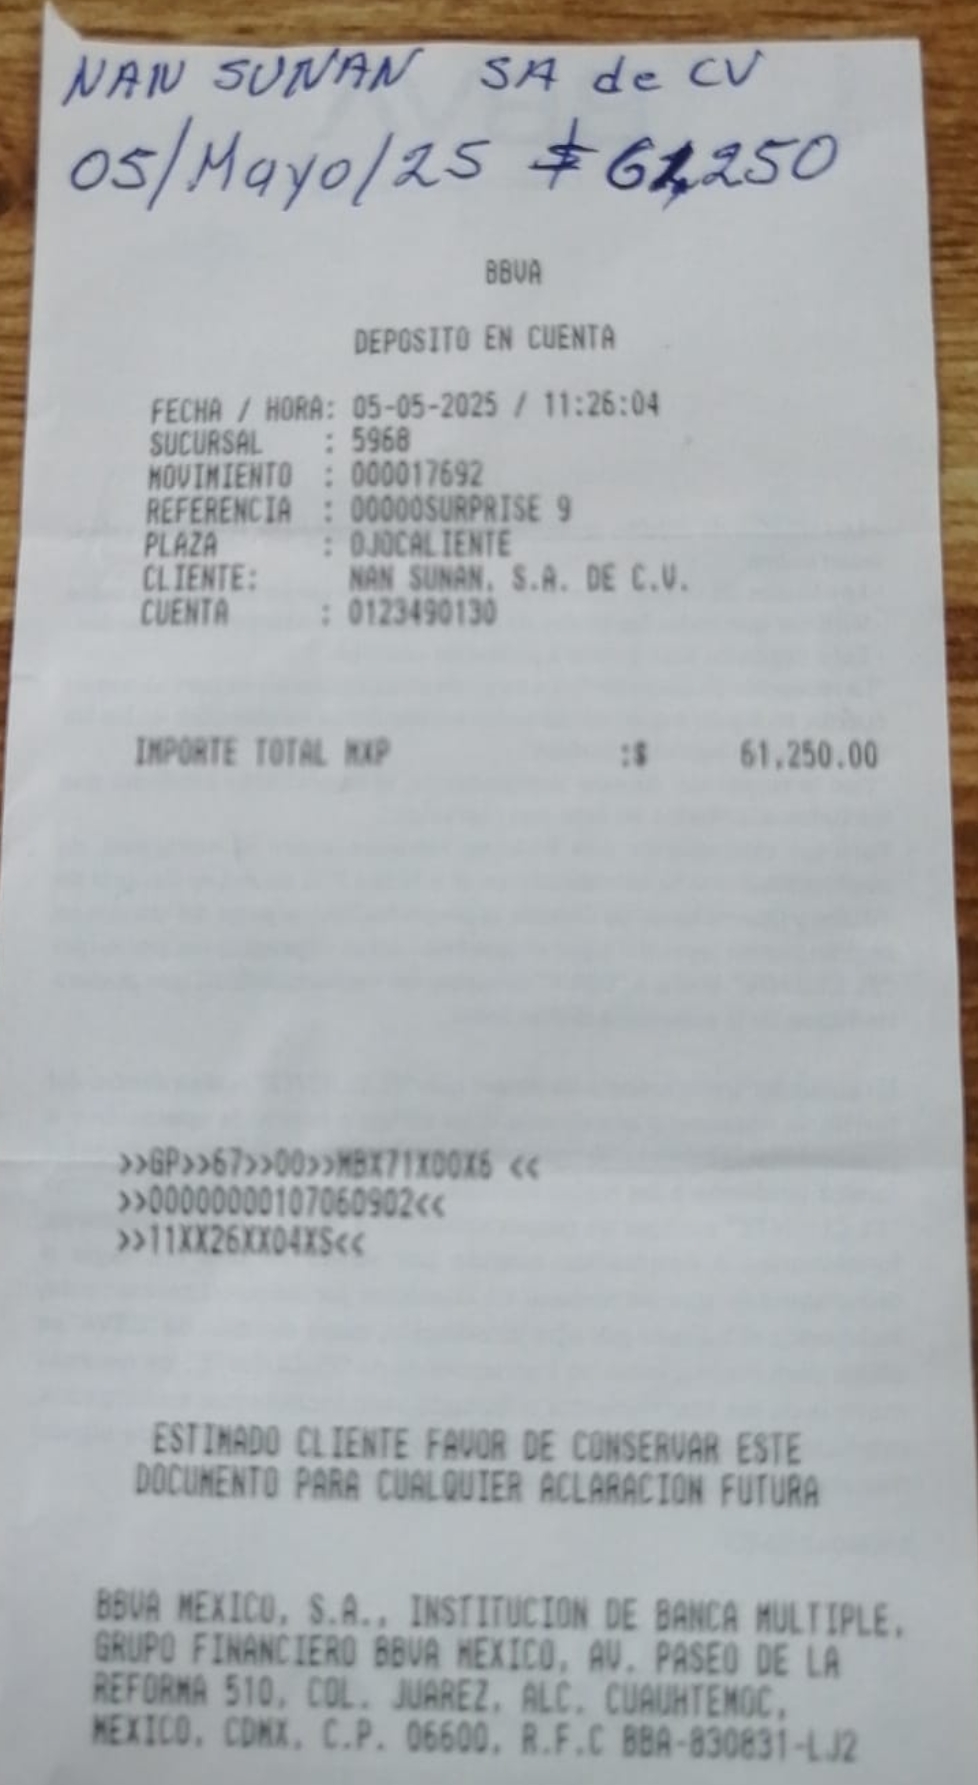 NAN SUNAN SA de CV
05/Mayo/25 $61,250
BBVA
DEPOSITO EN CUENTA
FECHA / HORA: 05-05-2025 / 11:26:04
SUCURSAL : 5968
MOVIMIENTO : 000017692
REFERENCIA : 00000SURPRISE 9
PLAZA : OJOCALIENTE
CLIENTE: NAN SUNAN, S.A. DE C.V.
CUENTA : 0123490130
IMPORTE TOTAL MXP :$ 61,250.00
>>GP>>67>>00>>MBX71X00X6 <<
>>00000000107060902<<
>>11XX26XX04XS<<
ESTIMADO CLIENTE FAVOR DE CONSERVAR ESTE
DOCUMENTO PARA CUALQUIER ACLARACION FUTURA
BBVA MEXICO, S.A., INSTITUCION DE BANCA MULTIPLE,
GRUPO FINANCIERO BBVA MEXICO, AV. PASEO DE LA
REFORMA 510, COL. JUAREZ, ALC. CUAUHTEMOC,
MEXICO, CDMX, C.P. 06600, R.F.C BBA-830831-LJ2